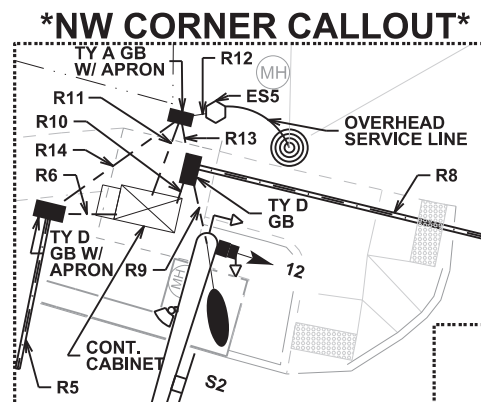 *NW CORNER CALLOUT*
TY A GB
W/ APRON
R12
MH
R11
ES5
R10
OVERHEAD
SERVICE LINE
R13
R14
R6
R8
TY D
GB
TY D
GB W/
APRON
R9
MH
12
CONT.
CABINET
S2
R5